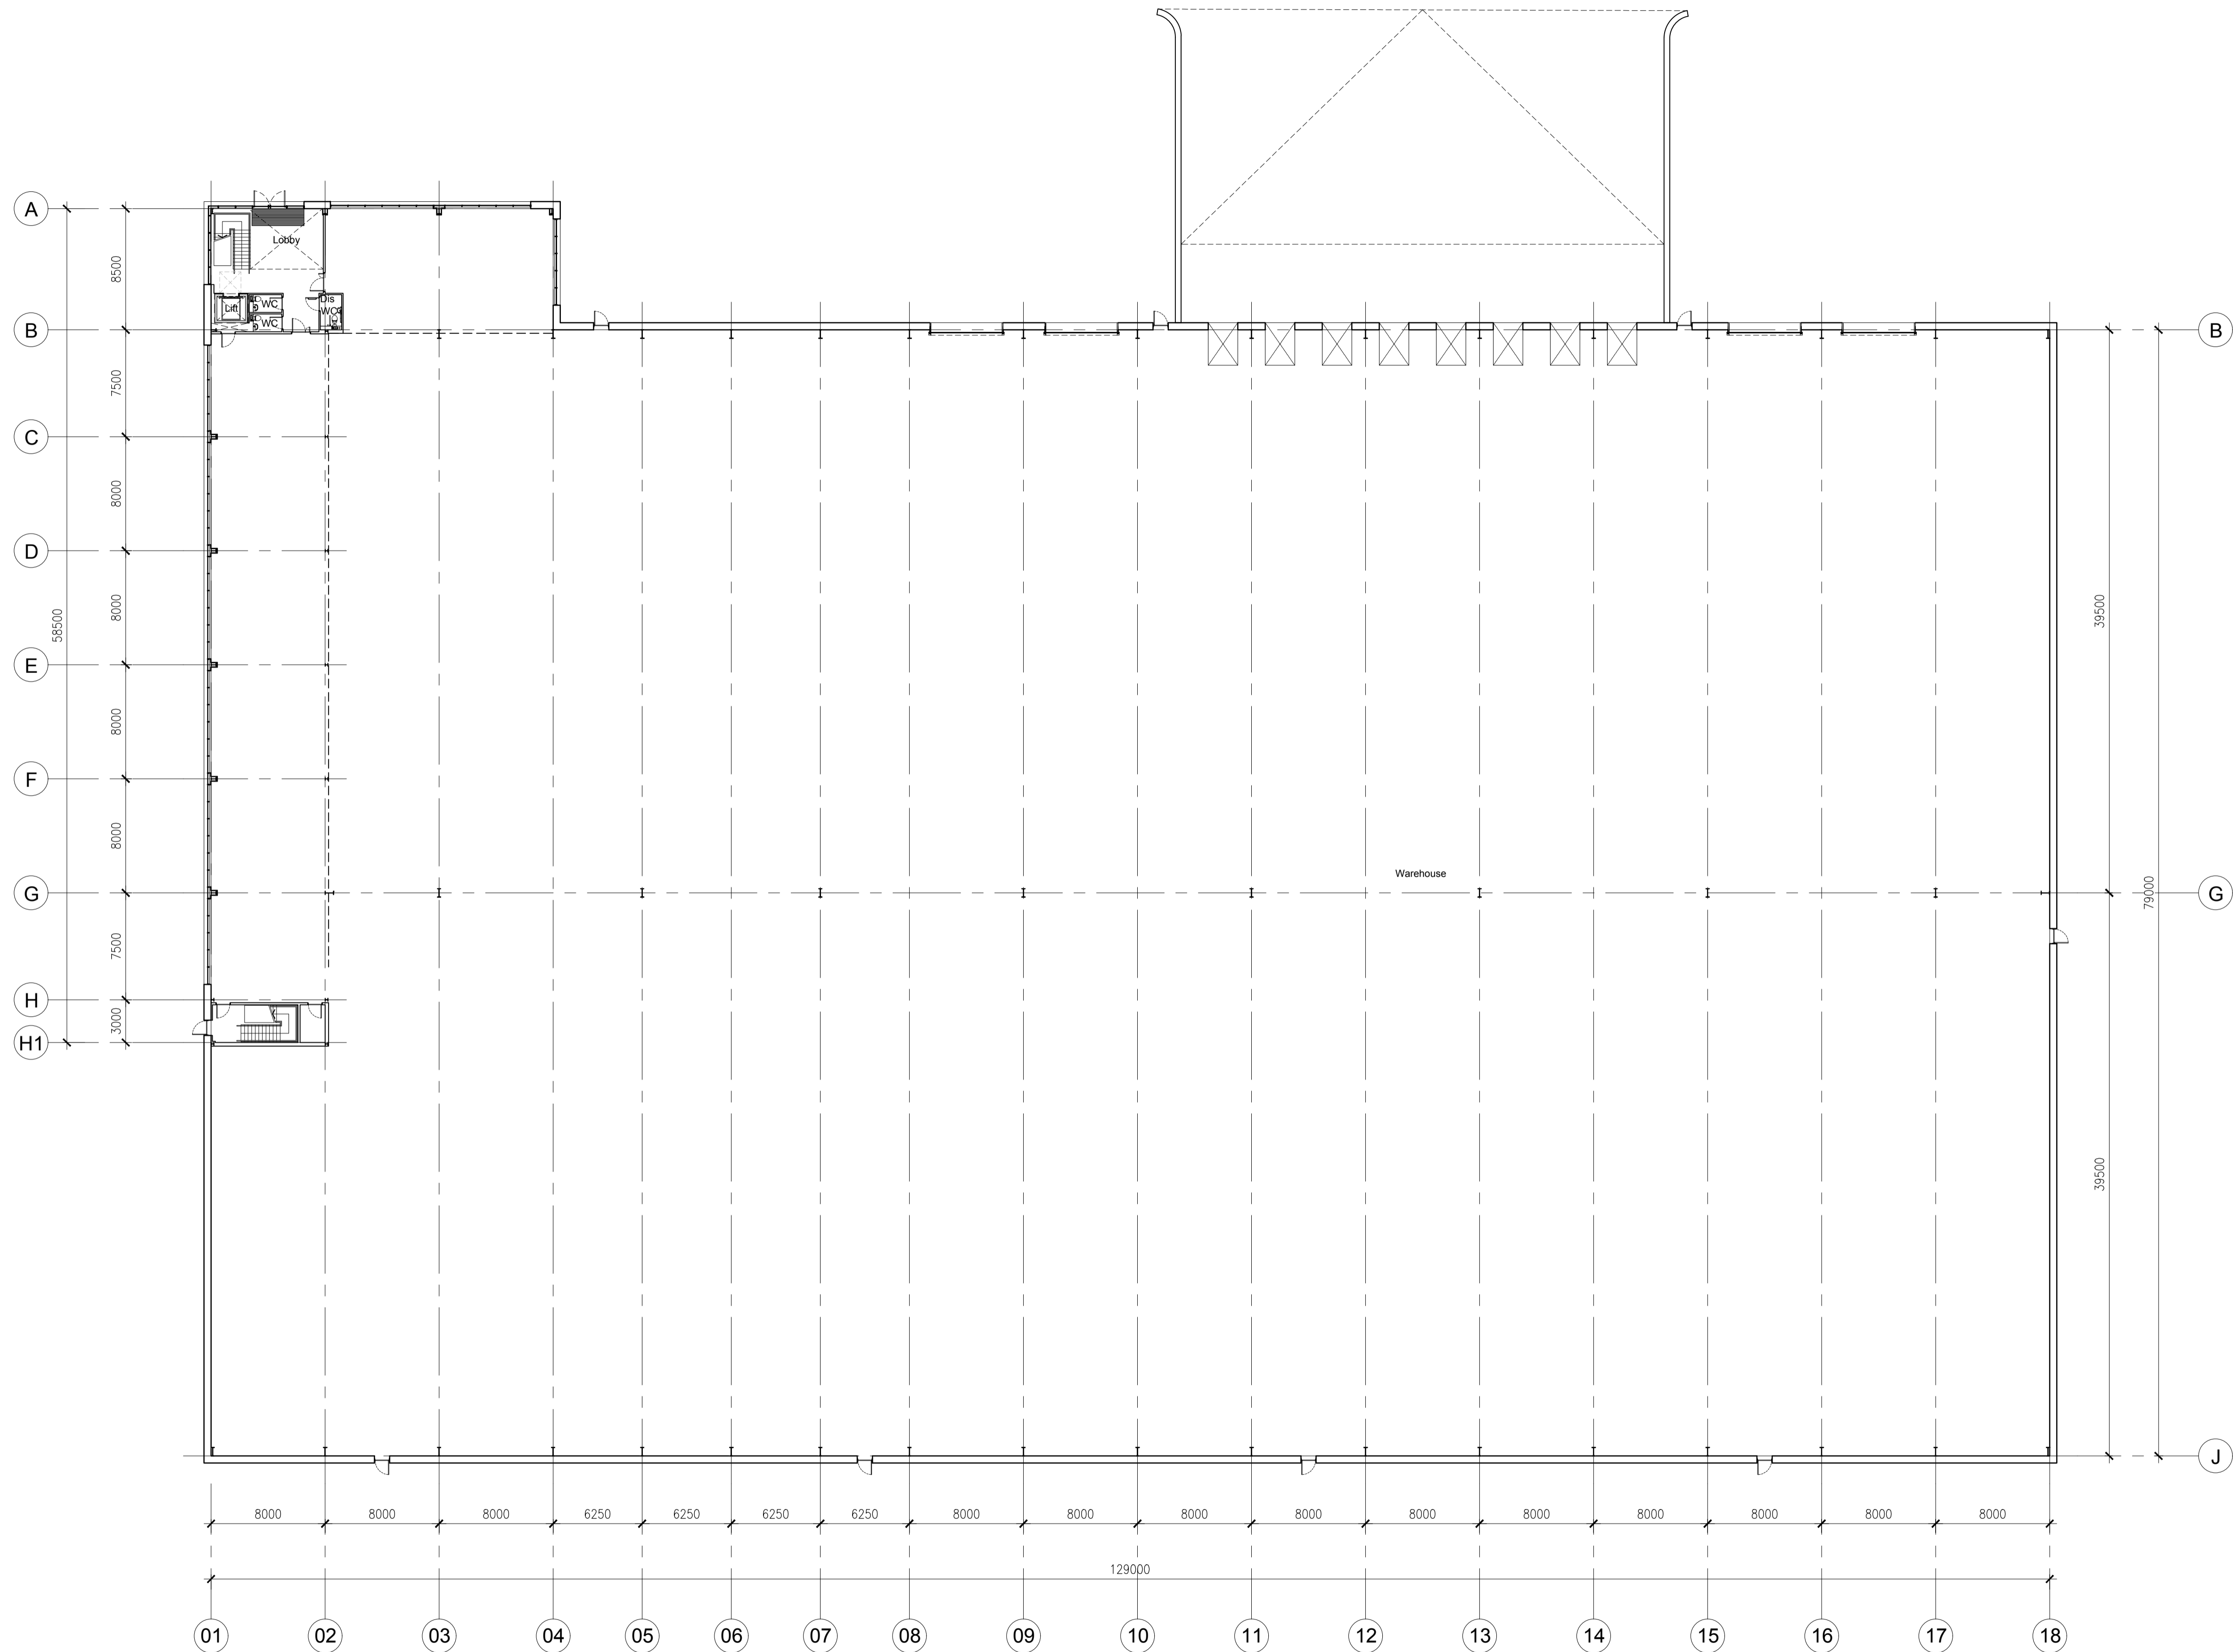 A
8500
Lobby
Lift
WC
WC
Dis
WC
B
B
7500
C
8000
D
8000
58500
39500
E
8000
F
8000
Warehouse
G
G
79000
7500
H
3000
H1
39500
J
8000 8000 8000 6250 6250 6250 6250 8000 8000 8000 8000 8000 8000 8000 8000 8000 8000
129000
01 02 03 04 05 06 07 08 09 10 11 12 13 14 15 16 17 18